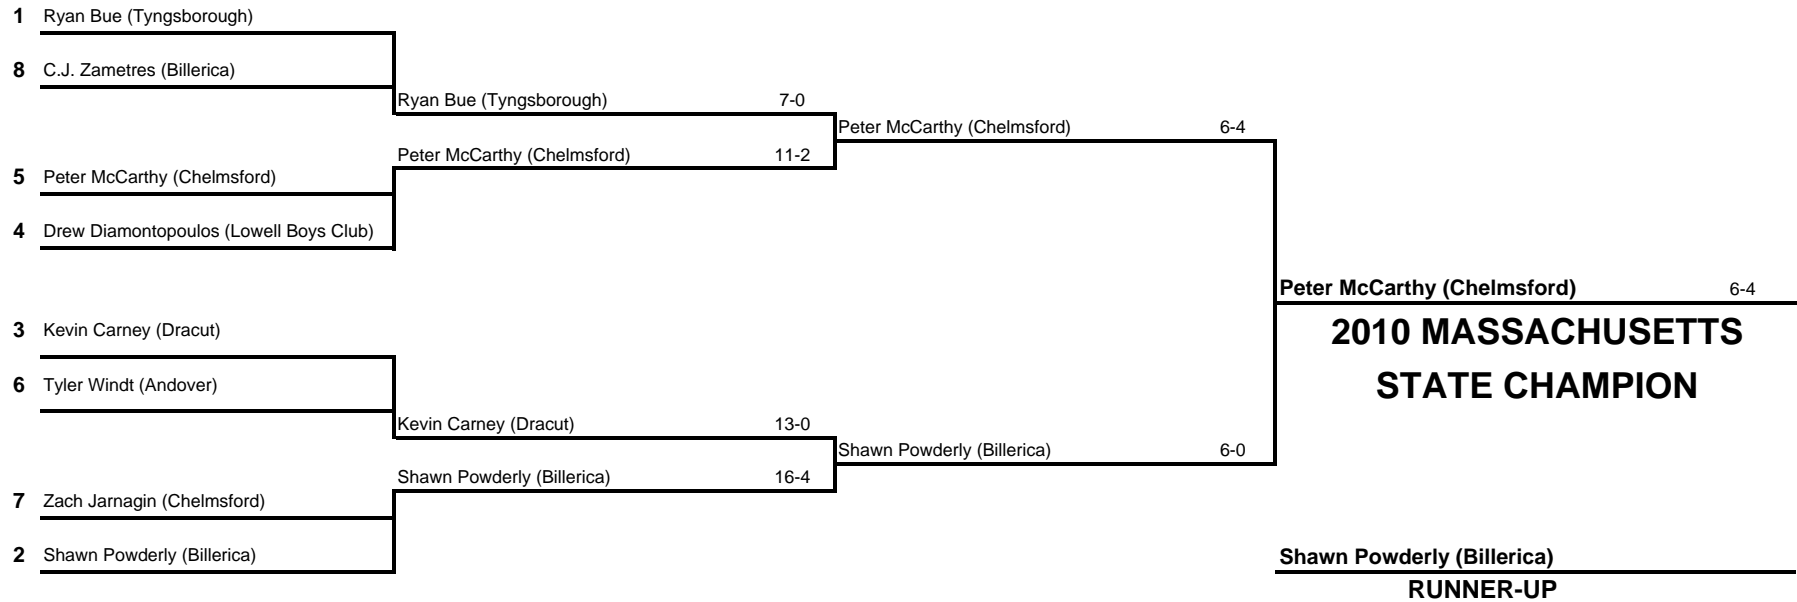 1 Ryan Bue (Tyngsborough)
8 C.J. Zametres (Billerica)
Ryan Bue (Tyngsborough) 7-0
Peter McCarthy (Chelmsford) 6-4
Peter McCarthy (Chelmsford) 11-2
5 Peter McCarthy (Chelmsford)
4 Drew Diamontopoulos (Lowell Boys Club)
Peter McCarthy (Chelmsford) 6-4
2010 MASSACHUSETTS
STATE CHAMPION
3 Kevin Carney (Dracut)
6 Tyler Windt (Andover)
Kevin Carney (Dracut) 13-0
Shawn Powderly (Billerica) 6-0
Shawn Powderly (Billerica) 16-4
7 Zach Jarnagin (Chelmsford)
2 Shawn Powderly (Billerica)
Shawn Powderly (Billerica)
RUNNER-UP